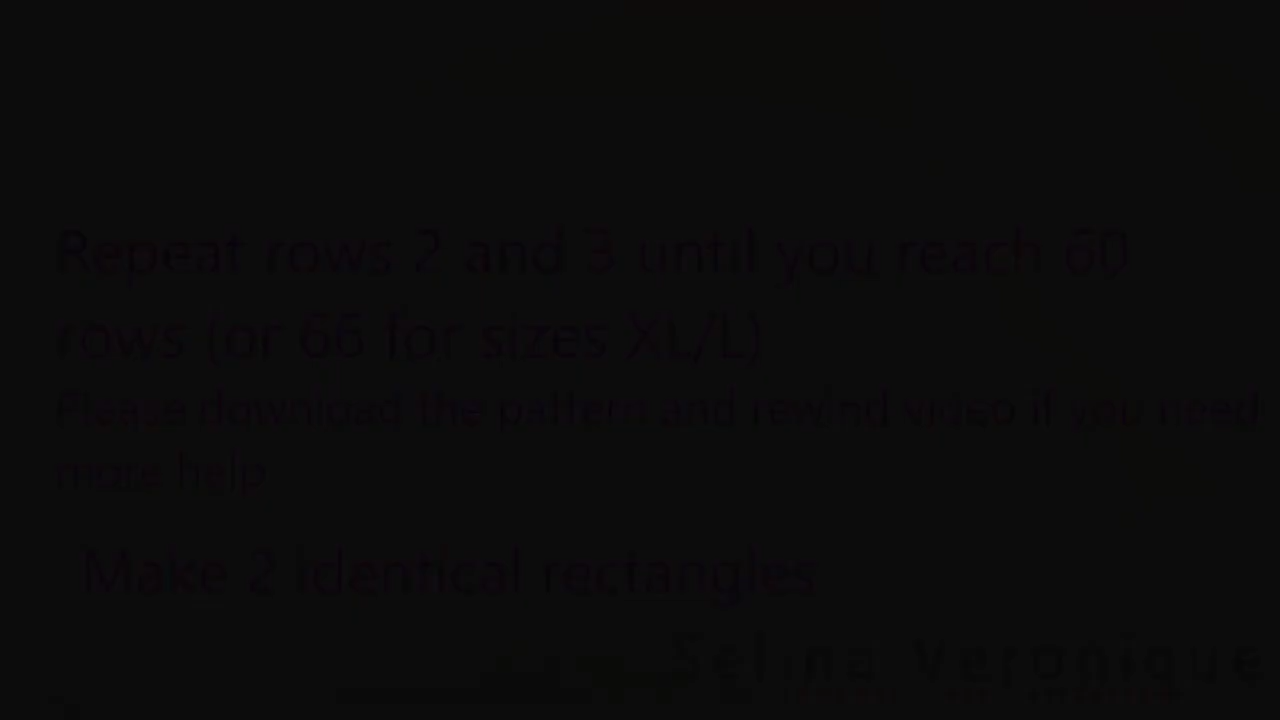 Repeat rows 2 and 3 until you reach 60
rows (or 66 for sizes XL/L)
Please download the pattern and rewind video if you need
more help
Make 2 identical rectangles
Selina Veronique